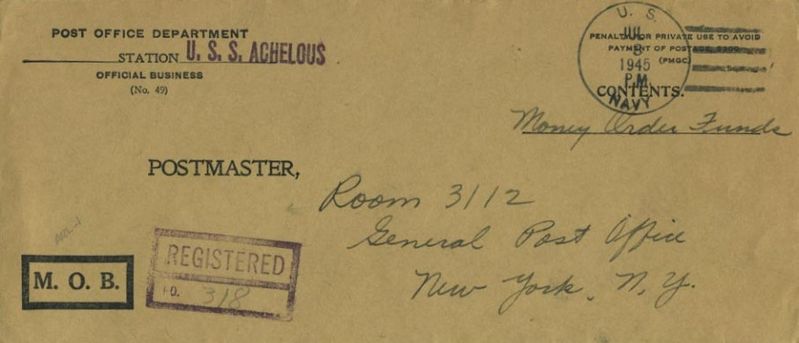 POST OFFICE DEPARTMENT
STATION U. S. S. ACHELOUS
OFFICIAL BUSINESS
(No. 49)
U. S.
JUL
1945
P.M.
NAVY
PENALTY FOR PRIVATE USE TO AVOID
PAYMENT OF POSTAGE, $300
(PMGC)
CONTENTS.
Money Order Funds
POSTMASTER,
Room 3112
General Post Office
New York, N.Y.
M. O. B.
REGISTERED
NO. 318